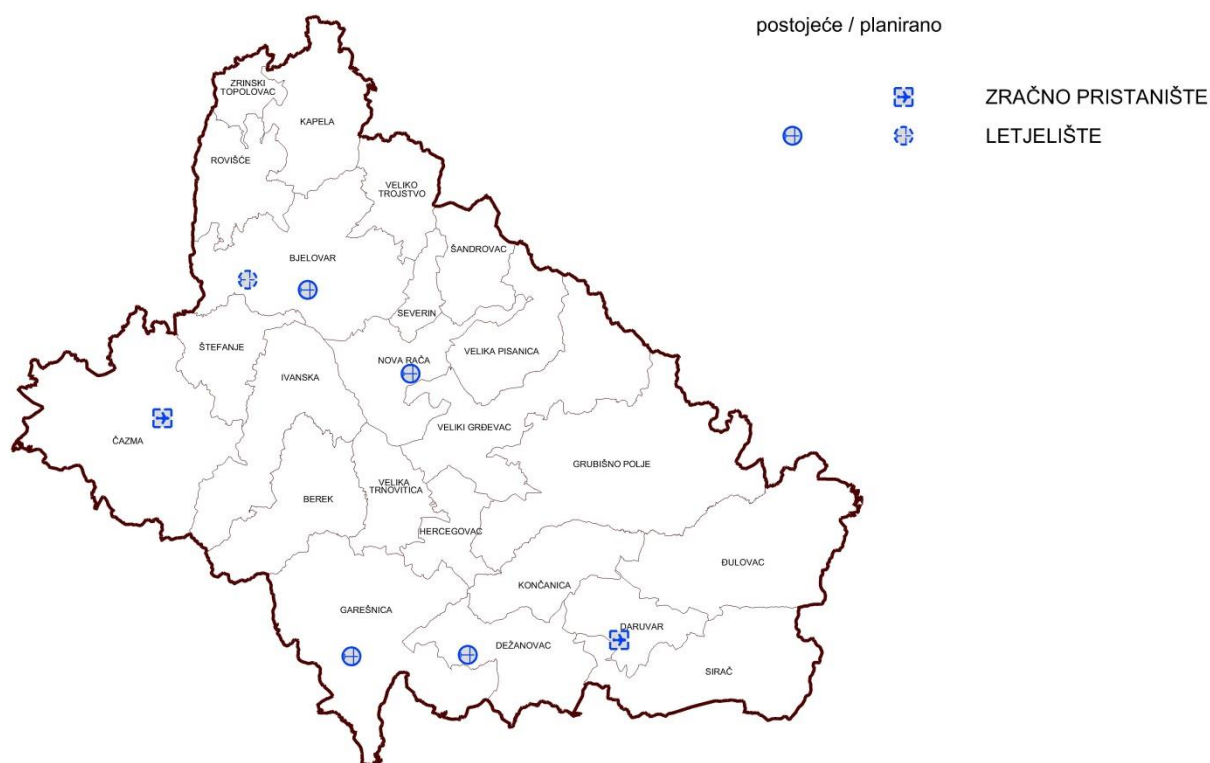 postojeće / planirano
ZRAČNO PRISTANIŠTE
LETJELIŠTE
ZRINSKI
TOPOLOVAC
KAPELA
ROVIŠĆE
VELIKO
TROJSTVO
ŠANDROVAC
BJELOVAR
SEVERIN
ŠTEFANJE
NOVA RAČA
VELIKA PISANICA
IVANSKA
VELIKI GRĐEVAC
ČAZMA
GRUBIŠNO POLJE
VELIKA
TRNOVITICA
BEREK
HERCEGOVAC
ĐULOVAC
KONČANICA
GAREŠNICA
DARUVAR
DEŽANOVAC
SIRAČ